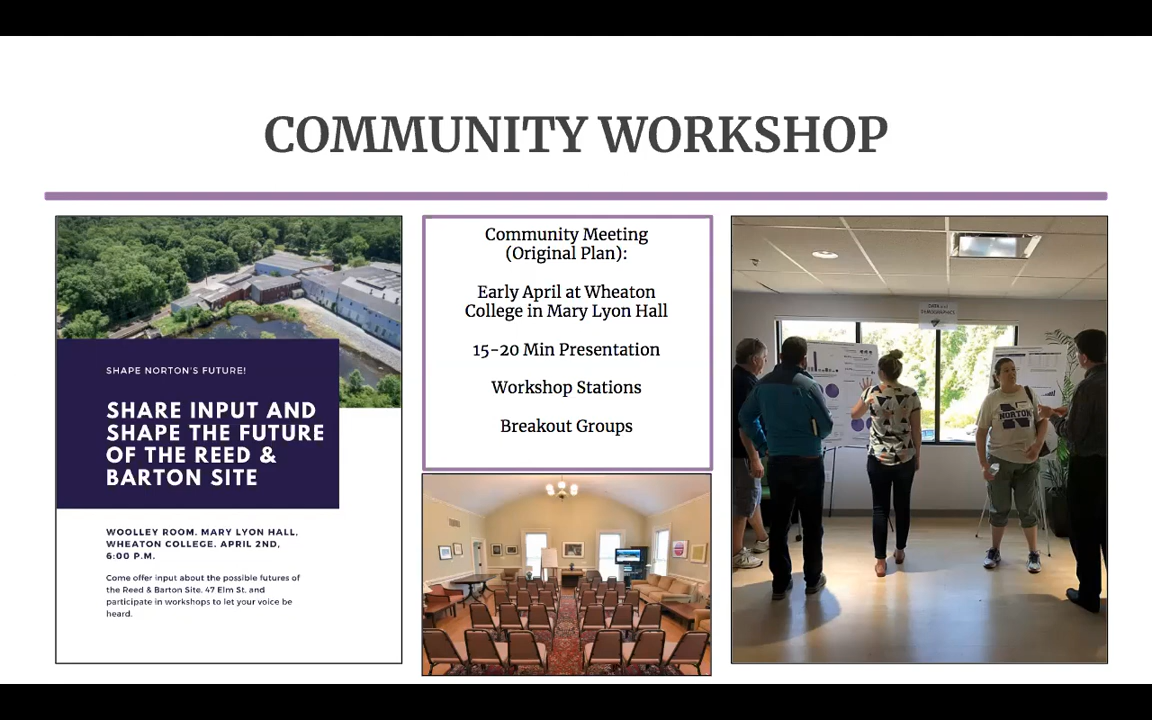 COMMUNITY WORKSHOP
SHAPE NORTON'S FUTURE!
SHARE INPUT AND
SHAPE THE FUTURE
OF THE REED &
BARTON SITE
WOOLLEY ROOM, MARY LYON HALL,
WHEATON COLLEGE. APRIL 2ND,
6:00 P.M.
Come offer input about the possible futures of
the Reed & Barton Site, 47 Elm St. and
participate in workshops to let your voice be
heard.
Community Meeting
(Original Plan):
Early April at Wheaton
College in Mary Lyon Hall
15-20 Min Presentation
Workshop Stations
Breakout Groups
DATA and
DEMOGRAPHICS
NORTON